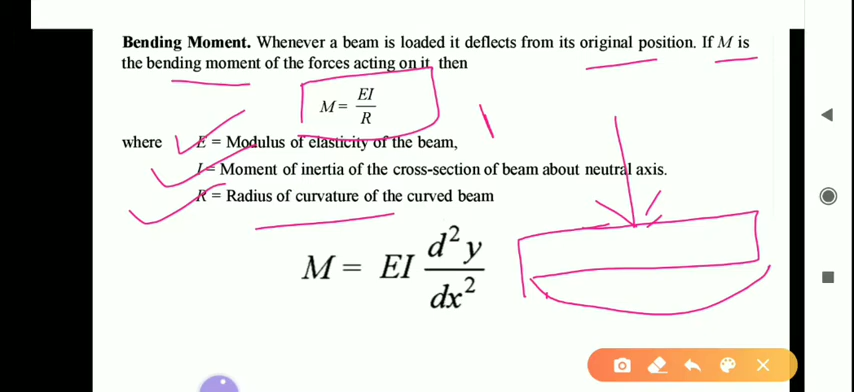 Bending Moment. Whenever a beam is loaded it deflects from its original position. If M is
the bending moment of the forces acting on it, then
M = EI/R
where E = Modulus of elasticity of the beam,
I = Moment of inertia of the cross-section of beam about neutral axis.
R = Radius of curvature of the curved beam
M = EI d²y/dx²